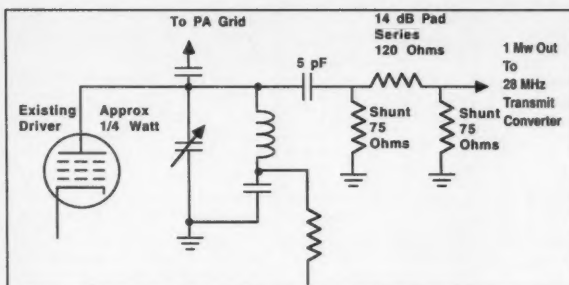 To PA Grid
14 dB Pad
Series
120 Ohms
5 pF
1 Mw Out
To
28 MHz
Transmit
Converter
Existing
Driver
Approx
1/4 Watt
Shunt
75
Ohms
Shunt
75
Ohms